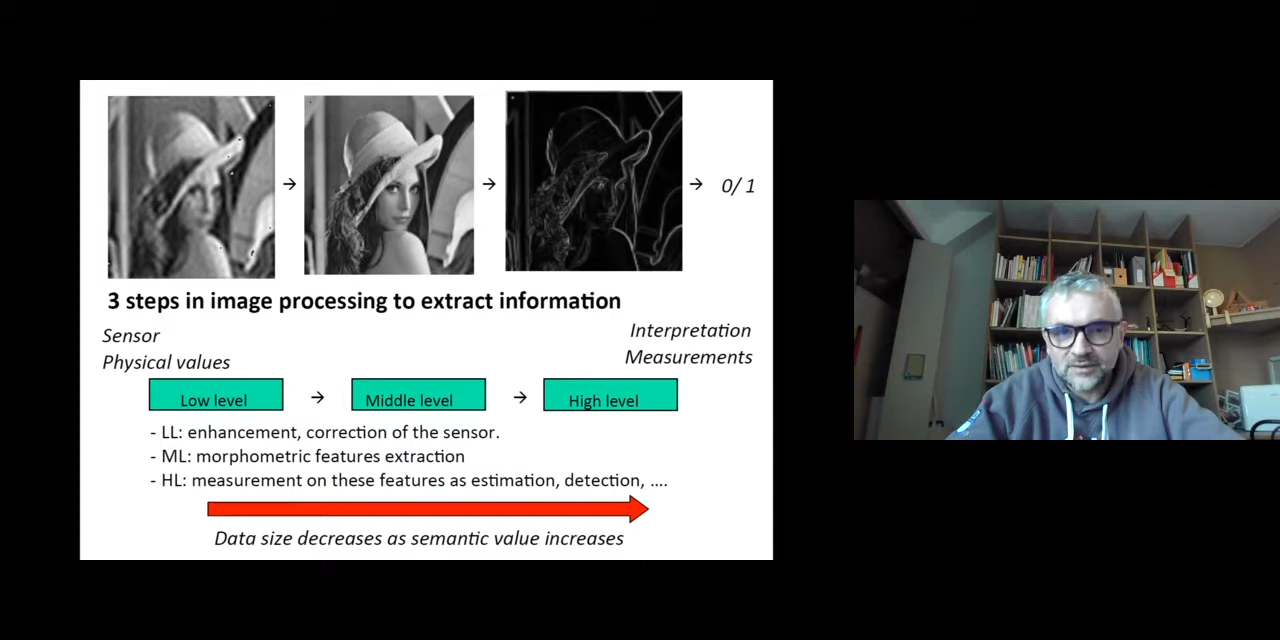 → → → 0/ 1
3 steps in image processing to extract information
Sensor
Physical values
Interpretation
Measurements
Low level → Middle level → High level
- LL: enhancement, correction of the sensor.
- ML: morphometric features extraction
- HL: measurement on these features as estimation, detection, ....
Data size decreases as semantic value increases